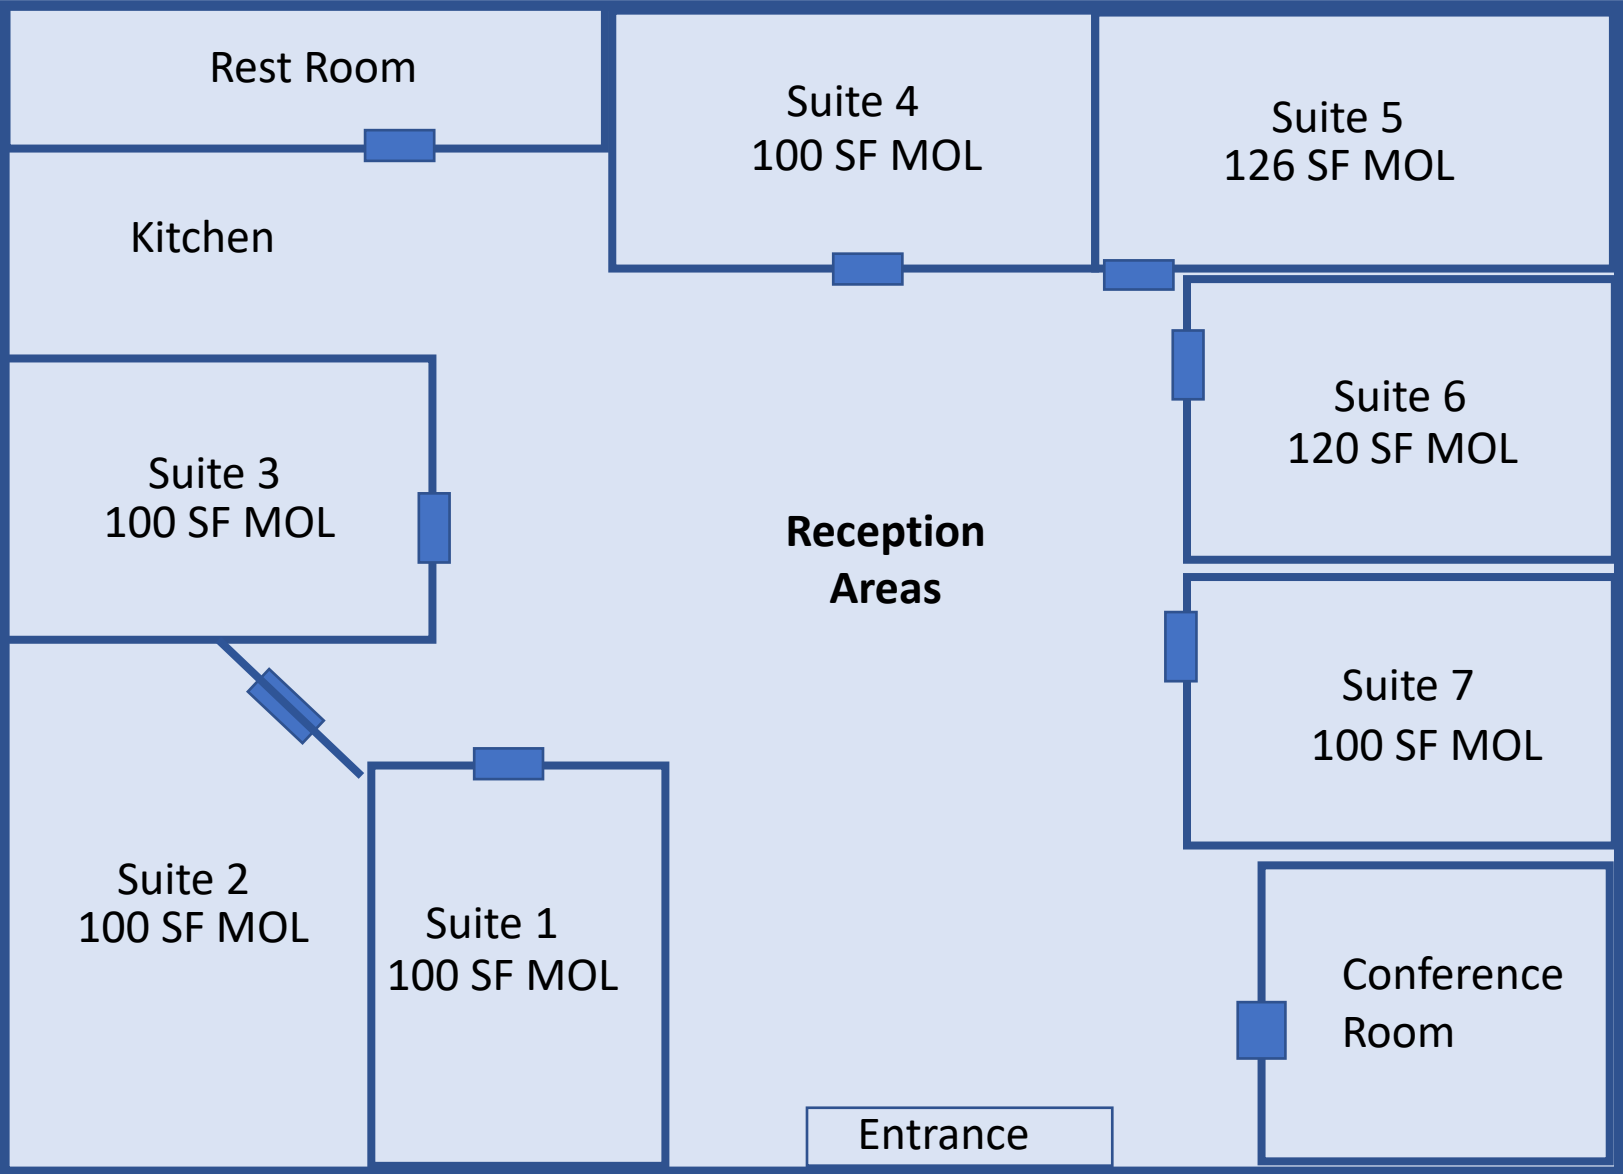 Rest Room
Suite 4
100 SF MOL
Suite 5
126 SF MOL
Kitchen
Suite 6
120 SF MOL
Suite 3
100 SF MOL
Reception
Areas
Suite 7
100 SF MOL
Suite 2
100 SF MOL
Suite 1
100 SF MOL
Conference
Room
Entrance